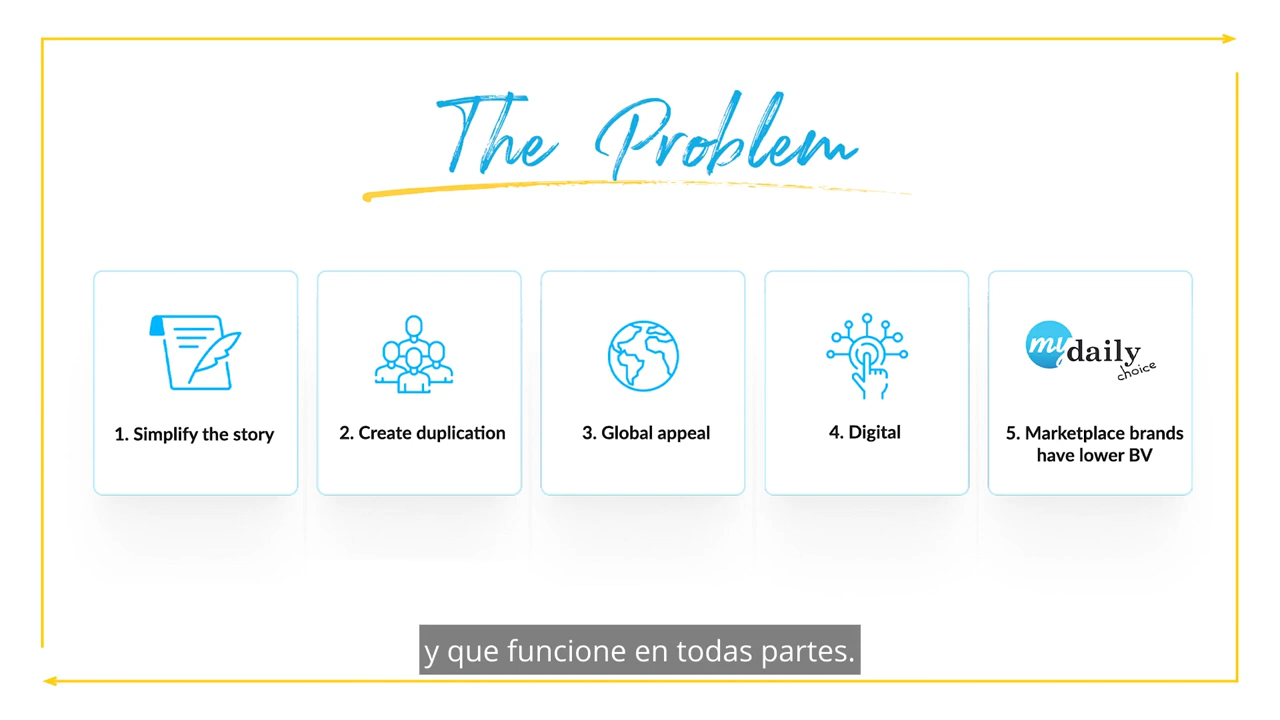 The Problem
my daily
choice
1. Simplify the story
2. Create duplication
3. Global appeal
4. Digital
5. Marketplace brands
have lower BV
y que funcione en todas partes.